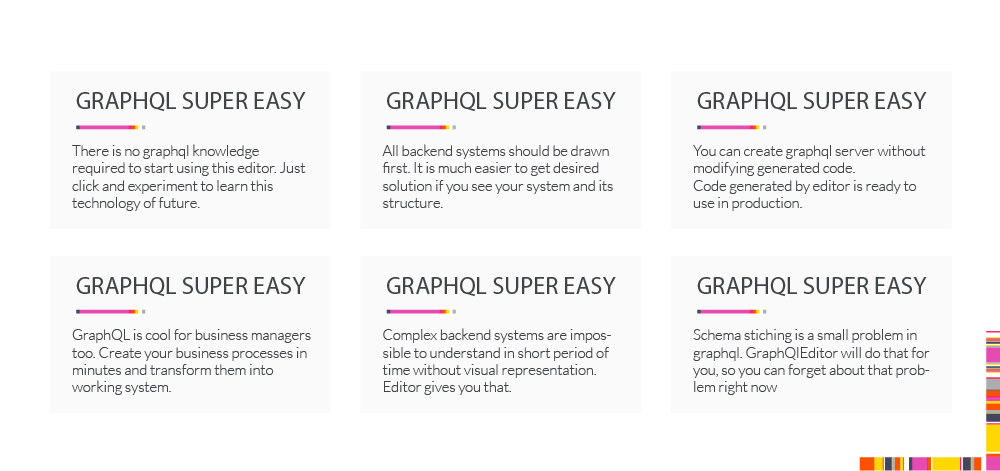 GRAPHQL SUPER EASY
There is no graphql knowledge
required to start using this editor. Just
click and experiment to learn this
technology of future.
GRAPHQL SUPER EASY
All backend systems should be drawn
first. It is much easier to get desired
solution if you see your system and its
structure.
GRAPHQL SUPER EASY
You can create graphql server without
modifying generated code.
Code generated by editor is ready to
use in production.
GRAPHQL SUPER EASY
GraphQL is cool for business managers
too. Create your business processes in
minutes and transform them into
working system.
GRAPHQL SUPER EASY
Complex backend systems are impos-
sible to understand in short period of
time without visual representation.
Editor gives you that.
GRAPHQL SUPER EASY
Schema stiching is a small problem in
graphql. GraphQlEditor will do that for
you, so you can forget about that prob-
lem right now